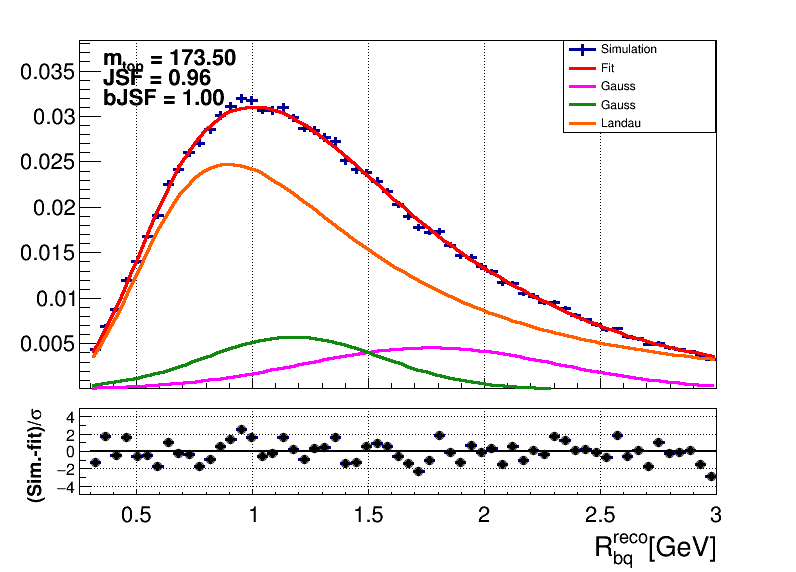 m_top = 173.50
JSF = 0.96
bJSF = 1.00
Simulation
Fit
Gauss
Gauss
Landau
0.035
0.03
0.025
0.02
0.015
0.01
0.005
(Sim.-fit)/σ
4
2
0
−2
−4
0.5 1 1.5 2 2.5 3
R_bq^reco[GeV]